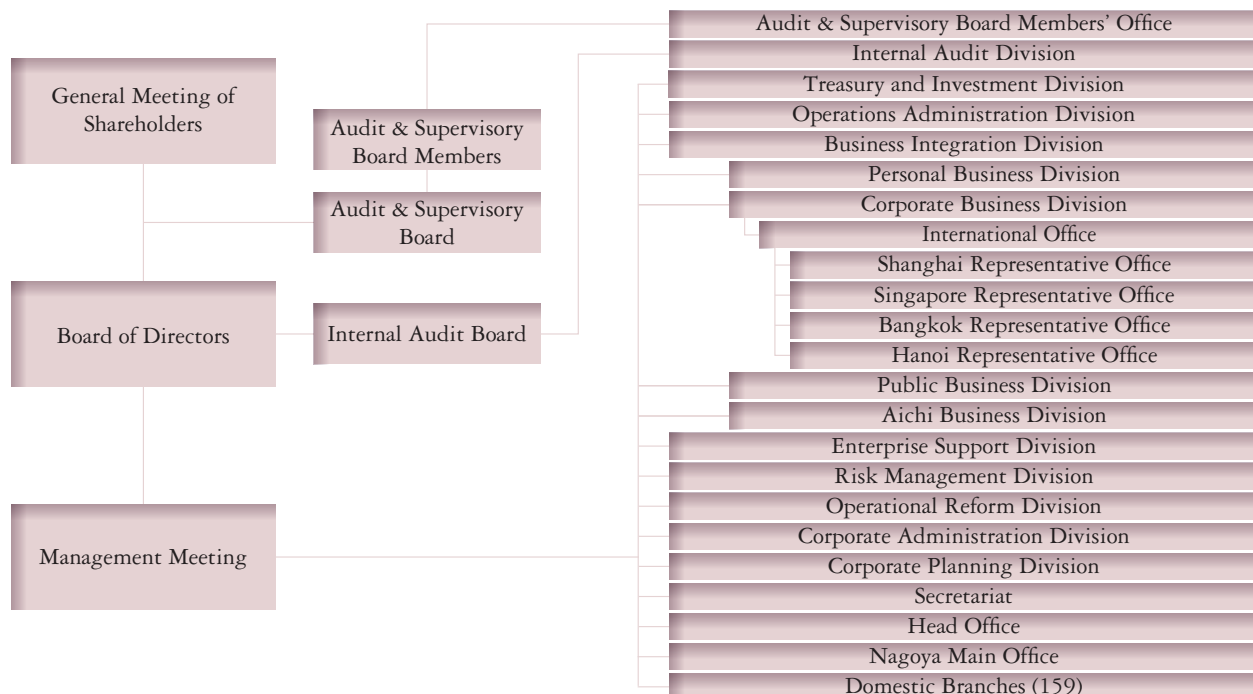 General Meeting of
Shareholders
Board of Directors
Management Meeting
Audit & Supervisory
Board Members
Audit & Supervisory
Board
Internal Audit Board
Audit & Supervisory Board Members’ Office
Internal Audit Division
Treasury and Investment Division
Operations Administration Division
Business Integration Division
Personal Business Division
Corporate Business Division
International Office
Shanghai Representative Office
Singapore Representative Office
Bangkok Representative Office
Hanoi Representative Office
Public Business Division
Aichi Business Division
Enterprise Support Division
Risk Management Division
Operational Reform Division
Corporate Administration Division
Corporate Planning Division
Secretariat
Head Office
Nagoya Main Office
Domestic Branches (159)